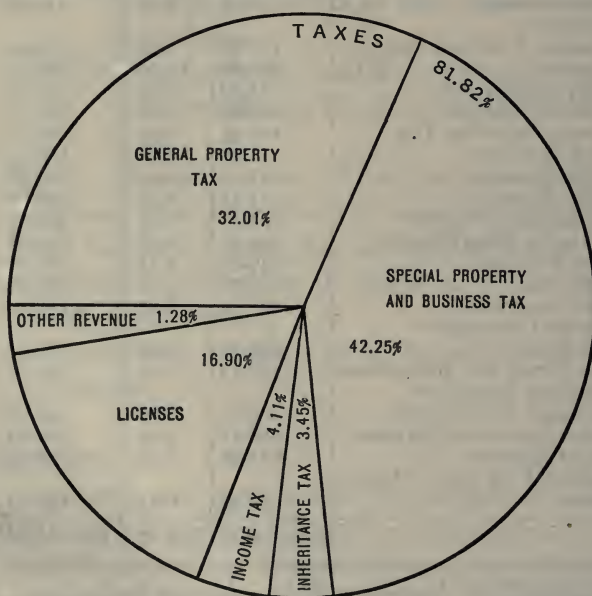 TAXES
81.82%
GENERAL PROPERTY
TAX
32.01%
SPECIAL PROPERTY
AND BUSINESS TAX
42.25%
OTHER REVENUE 1.28%
16.90%
LICENSES
4.11%
INCOME TAX
3.45%
INHERITANCE TAX